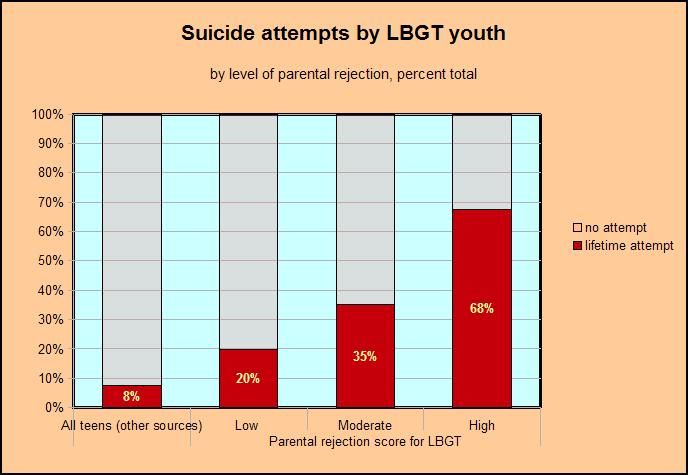 Suicide attempts by LBGT youth
by level of parental rejection, percent total
100%
90%
80%
70%
60%
50%
40%
30%
20%
10%
0%
8%
20%
35%
68%
no attempt
lifetime attempt
All teens (other sources)
Low
Moderate
High
Parental rejection score for LBGT